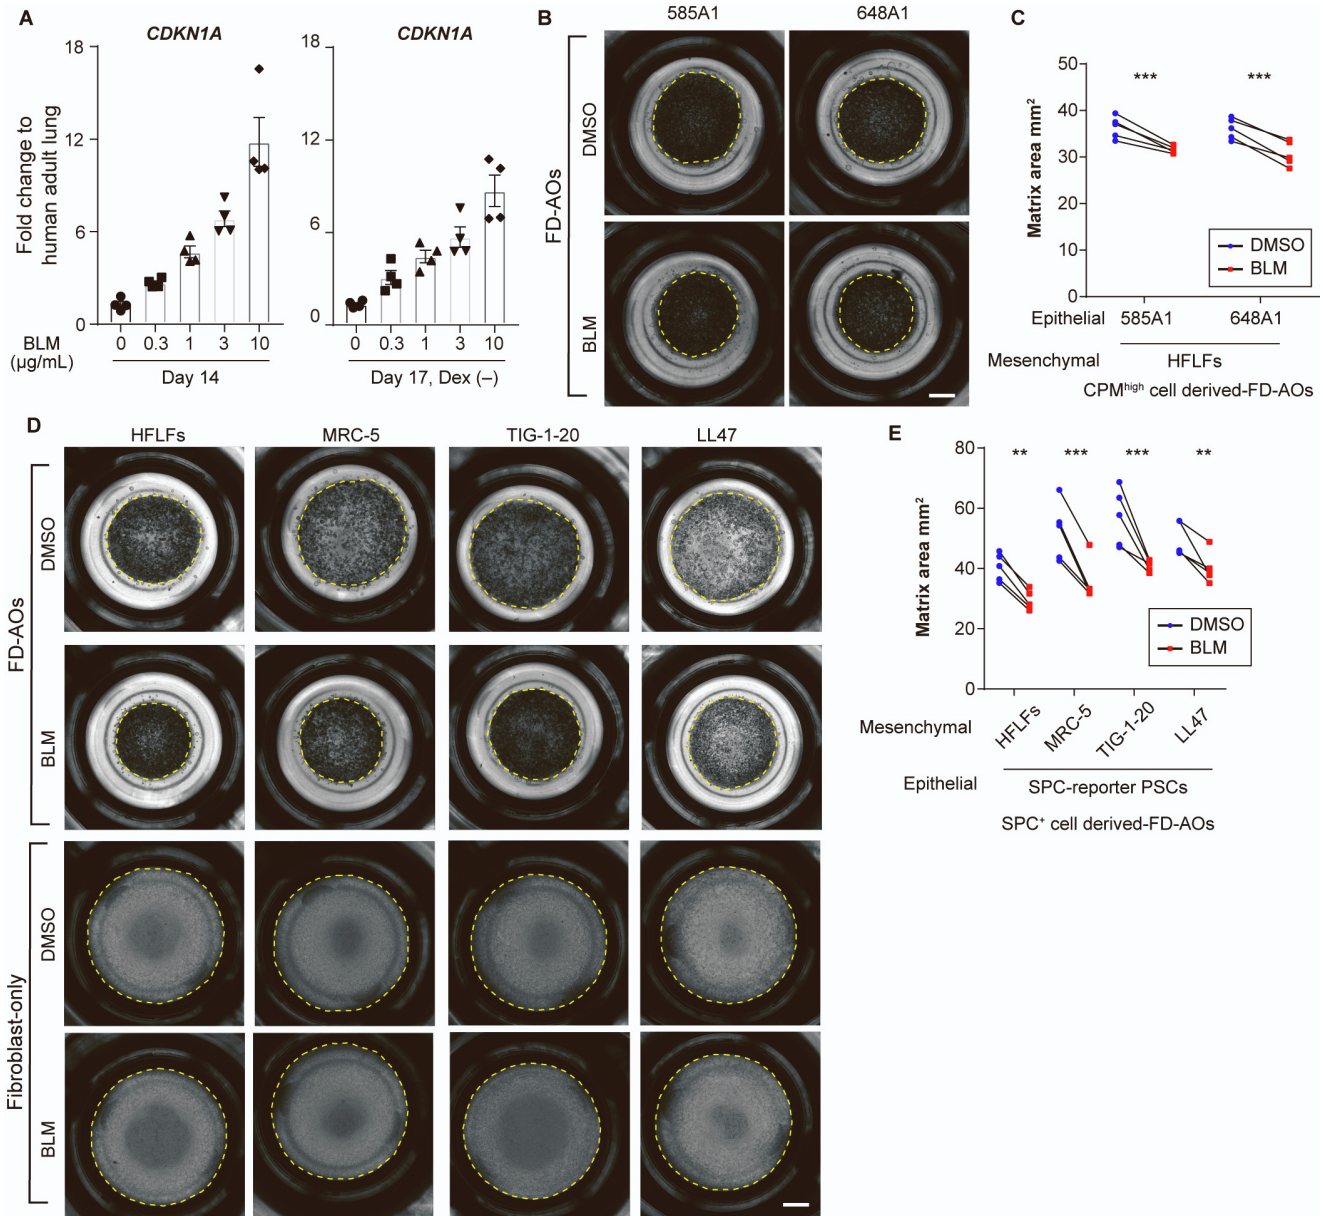 A
CDKN1A
CDKN1A
Fold change to
human adult lung
18
12
6
0
18
12
6
0
BLM
(µg/mL)
0 0.3 1 3 10
0 0.3 1 3 10
Day 14
Day 17, Dex (–)
B
585A1 648A1
FD-AOs
DMSO
BLM
C
Matrix area mm²
50
40
30
20
10
0
*** ***
DMSO
BLM
Epithelial 585A1 648A1
Mesenchymal HFLFs
CPMʰⁱᵍʰ cell derived-FD-AOs
D
HFLFs MRC-5 TIG-1-20 LL47
FD-AOs
DMSO
BLM
Fibroblast-only
DMSO
BLM
E
Matrix area mm²
80
60
40
20
0
** *** *** **
DMSO
BLM
Mesenchymal HFLFs MRC-5 TIG-1-20 LL47
Epithelial SPC-reporter PSCs
SPC⁺ cell derived-FD-AOs